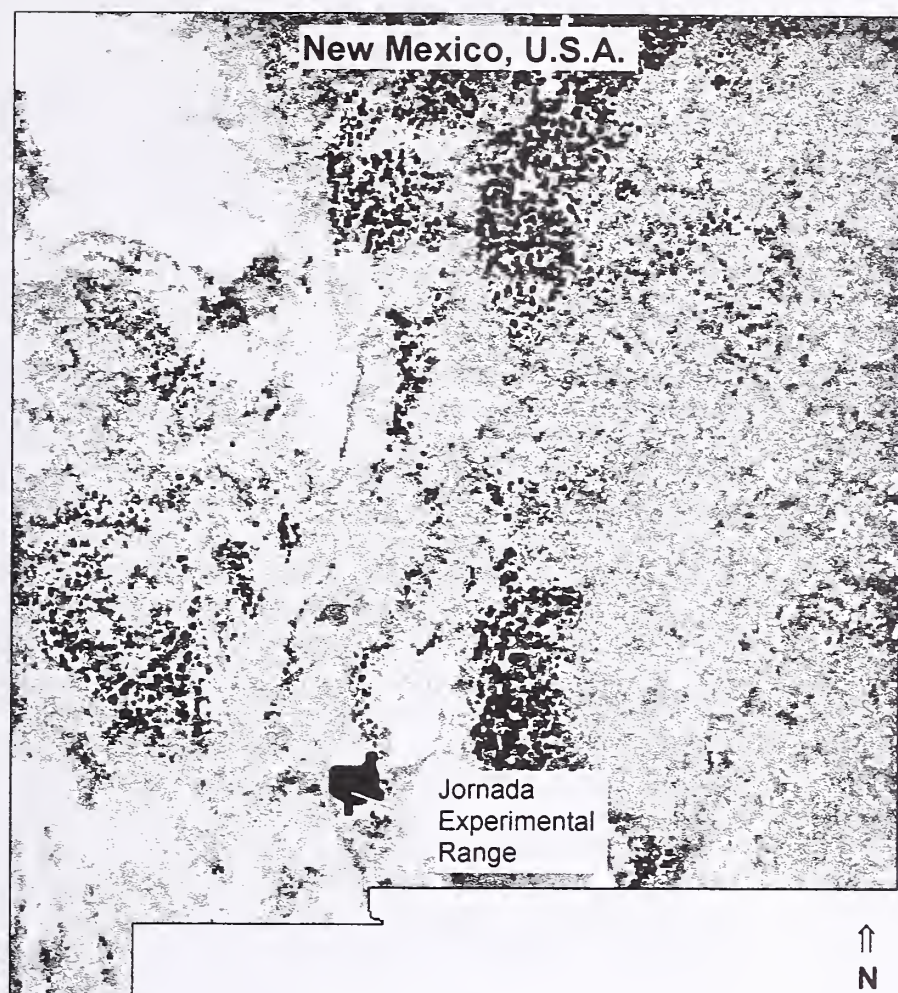 New Mexico, U.S.A.
Jornada
Experimental
Range
⇑
N